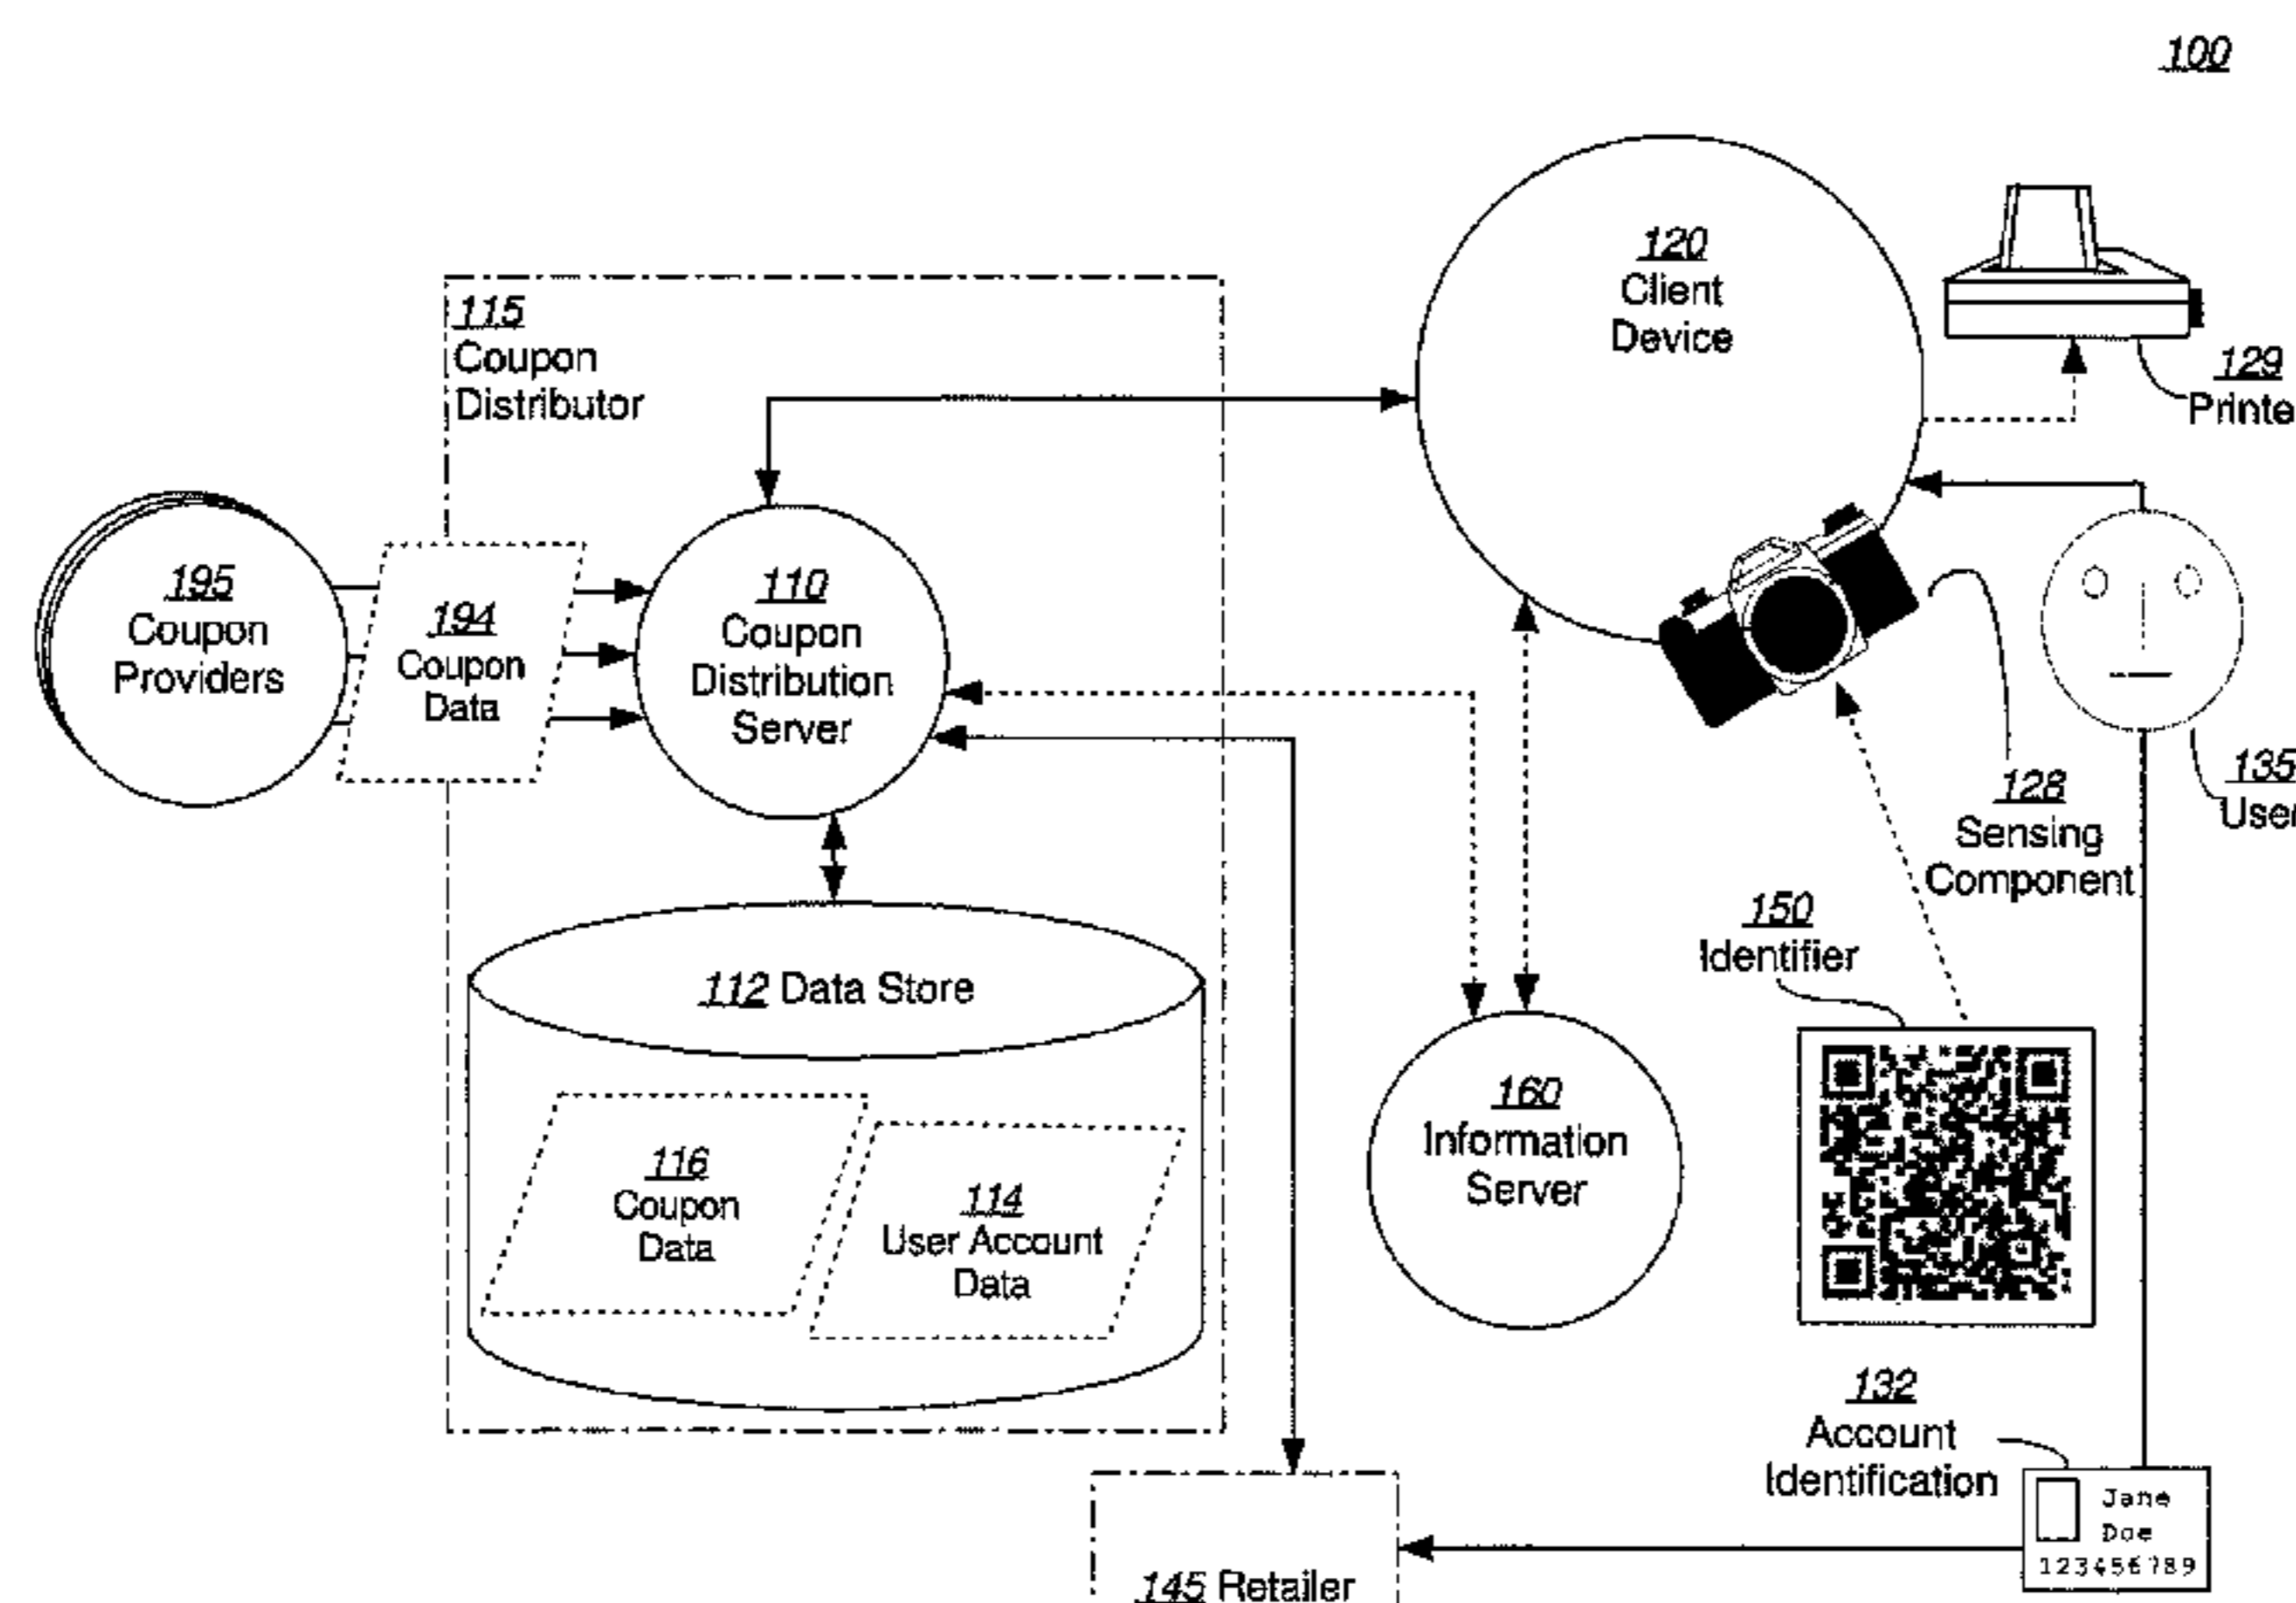 100
120
Client
Device
129
Printe
115
Coupon
Distributor
195
Coupon
Providers
194
Coupon
Data
110
Coupon
Distribution
Server
128
Sensing
Component
135
User
150
Identifier
112 Data Store
116
Coupon
Data
114
User Account
Data
160
Information
Server
132
Account
Identification
Jane
Doe
123456789
145 Retailer